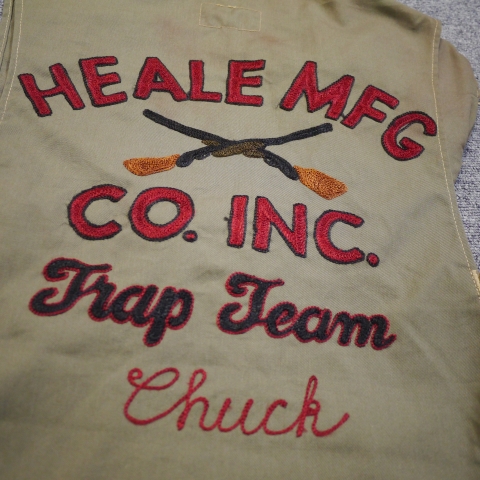 HEALE MFG
CO. INC.
Trap Team
Chuck